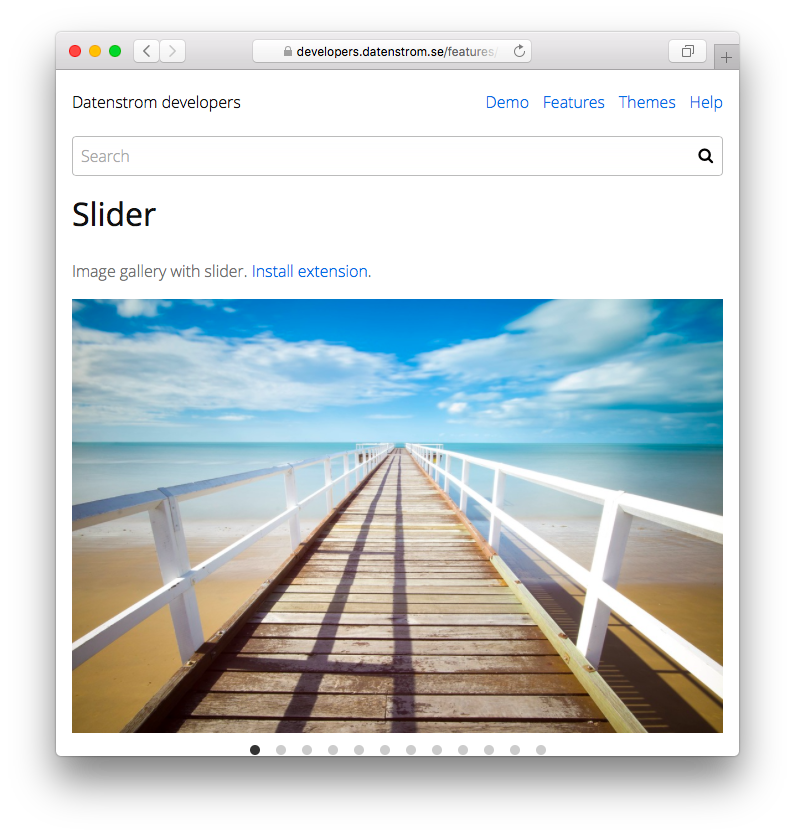 developers.datenstrom.se/features/
Datenstrom developers
Demo Features Themes Help
Search
Slider
Image gallery with slider. Install extension.